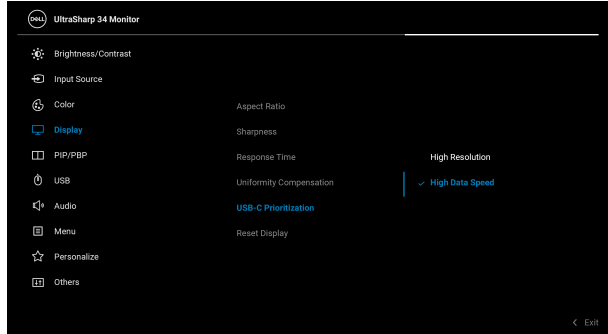 DELL UltraSharp 34 Monitor
Brightness/Contrast
Input Source
Color
Aspect Ratio
Display
Sharpness
PIP/PBP
Response Time
High Resolution
USB
Uniformity Compensation
High Data Speed
Audio
USB-C Prioritization
Menu
Reset Display
Personalize
Others
Exit